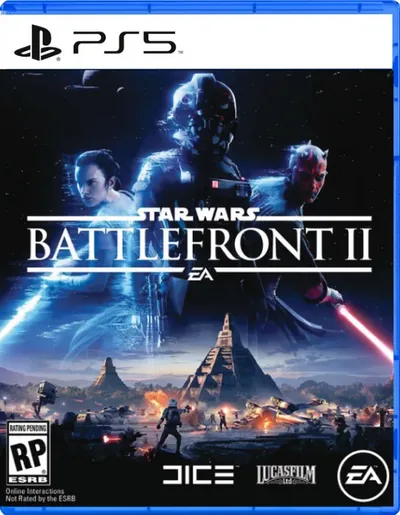 PS5
STAR WARS
BATTLEFRONT II
EA
RATING PENDING
RP
ESRB
Online Interactions
Not Rated by the ESRB
DICE
LUCASFILM
Ltd
EA